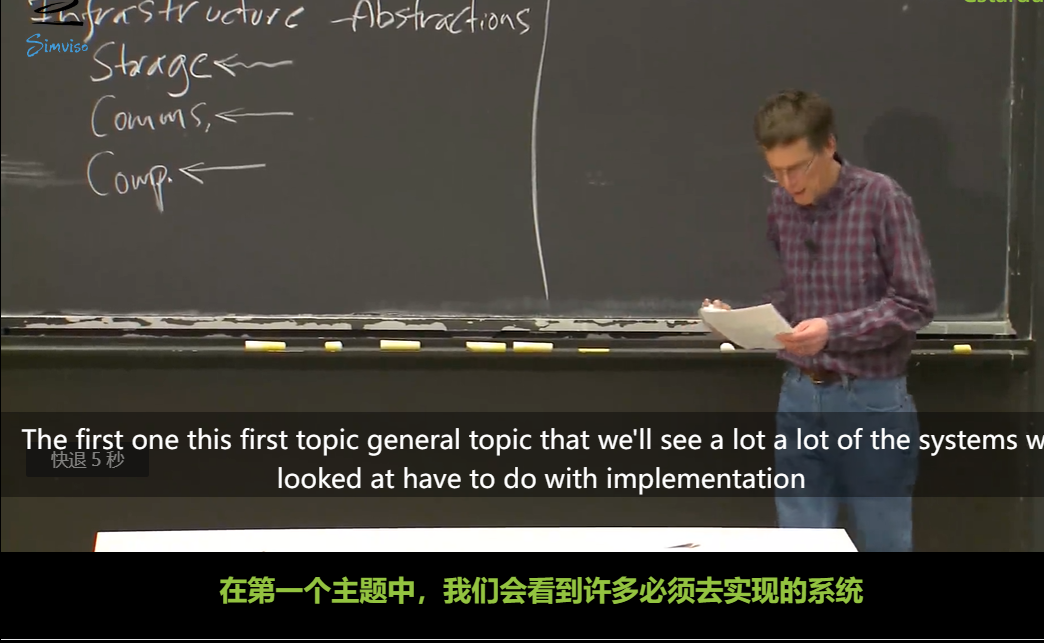 Infrastructure - Abstractions
Simviso
Storage
Comms.
Comp.
The first one this first topic general topic that we'll see a lot a lot of the systems w
快退 5 秒
looked at have to do with implementation
在第一个主题中，我们会看到许多必须去实现的系统